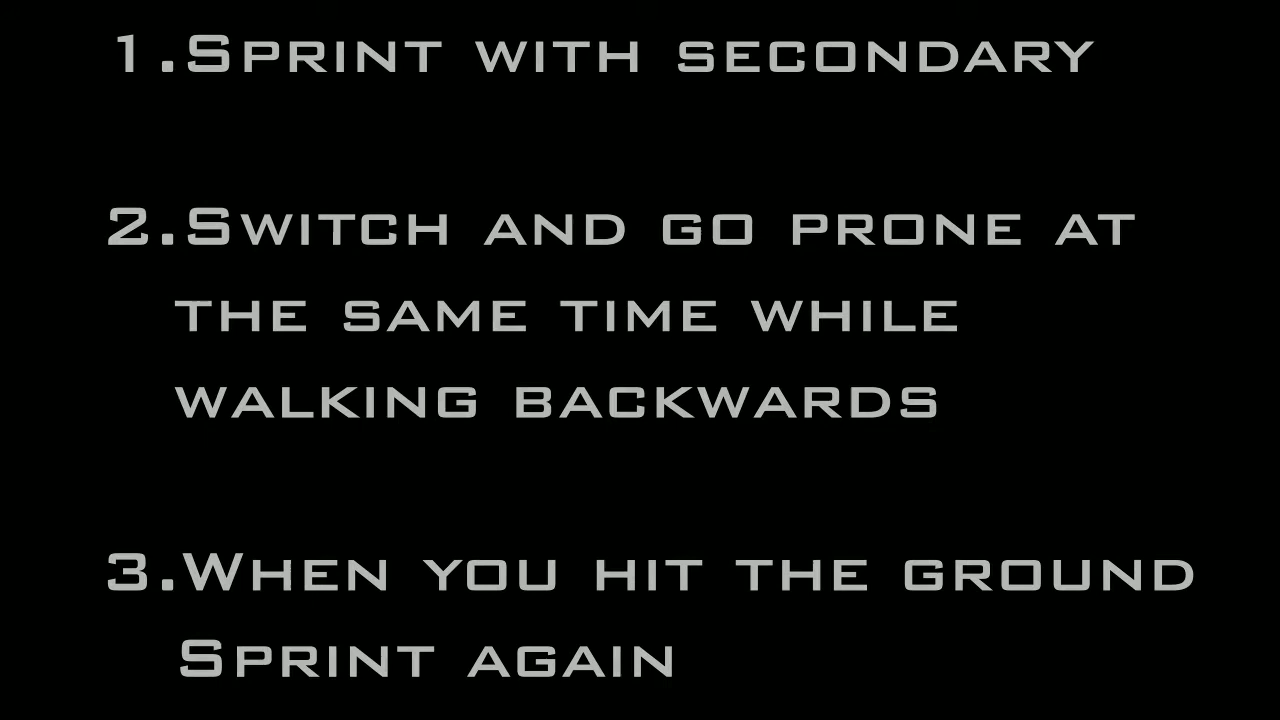 1.Sprint with secondary
2.Switch and go prone at
the same time while
walking backwards
3.When you hit the ground
Sprint again